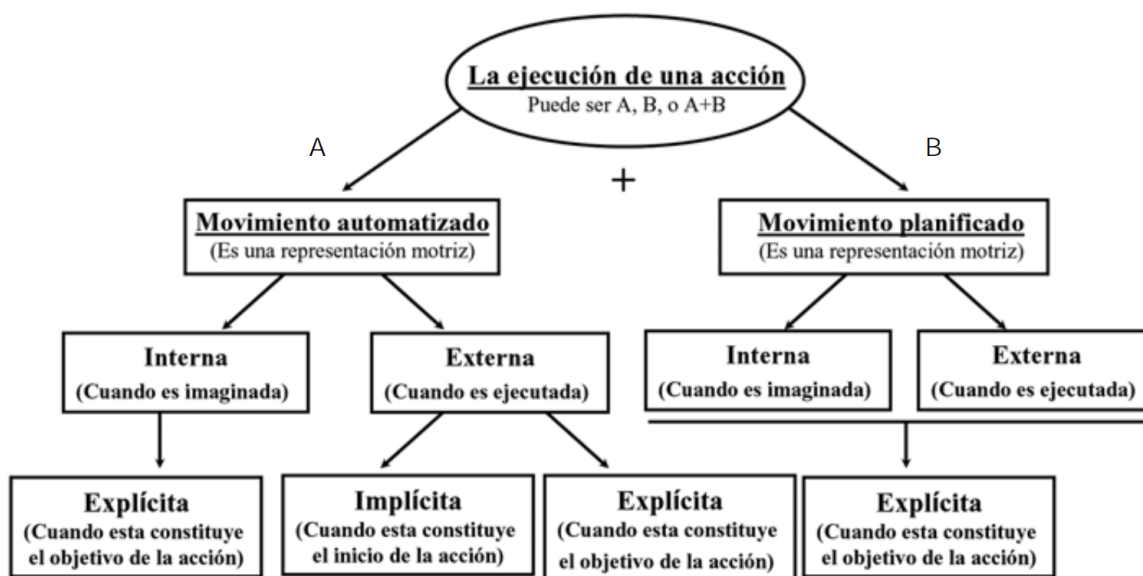 La ejecución de una acción
Puede ser A, B, o A+B
A
B
+
Movimiento automatizado
(Es una representación motriz)
Movimiento planificado
(Es una representación motriz)
Interna
(Cuando es imaginada)
Externa
(Cuando es ejecutada)
Interna
(Cuando es imaginada)
Externa
(Cuando es ejecutada)
Explícita
(Cuando esta constituye
el objetivo de la acción)
Implícita
(Cuando esta constituye
el inicio de la acción)
Explícita
(Cuando esta constituye
el objetivo de la acción)
Explícita
(Cuando esta constituye
el objetivo de la acción)